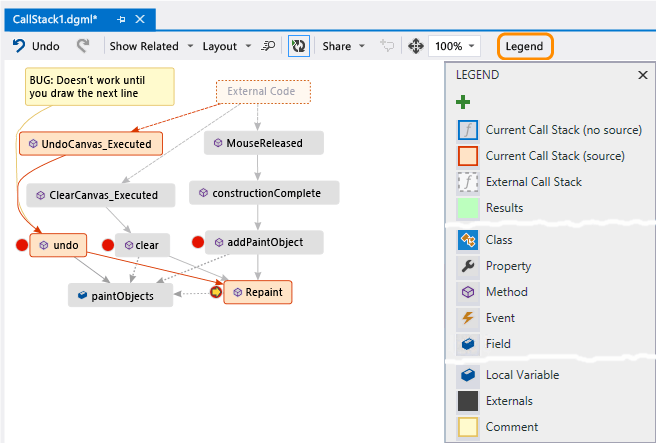 CallStack1.dgml*
Undo
Show Related
Layout
Share
100%
Legend
BUG: Doesn't work until
you draw the next line
External Code
UndoCanvas_Executed
MouseReleased
ClearCanvas_Executed
constructionComplete
undo
clear
addPaintObject
paintObjects
Repaint
LEGEND
Current Call Stack (no source)
Current Call Stack (source)
External Call Stack
Results
Class
Property
Method
Event
Field
Local Variable
Externals
Comment